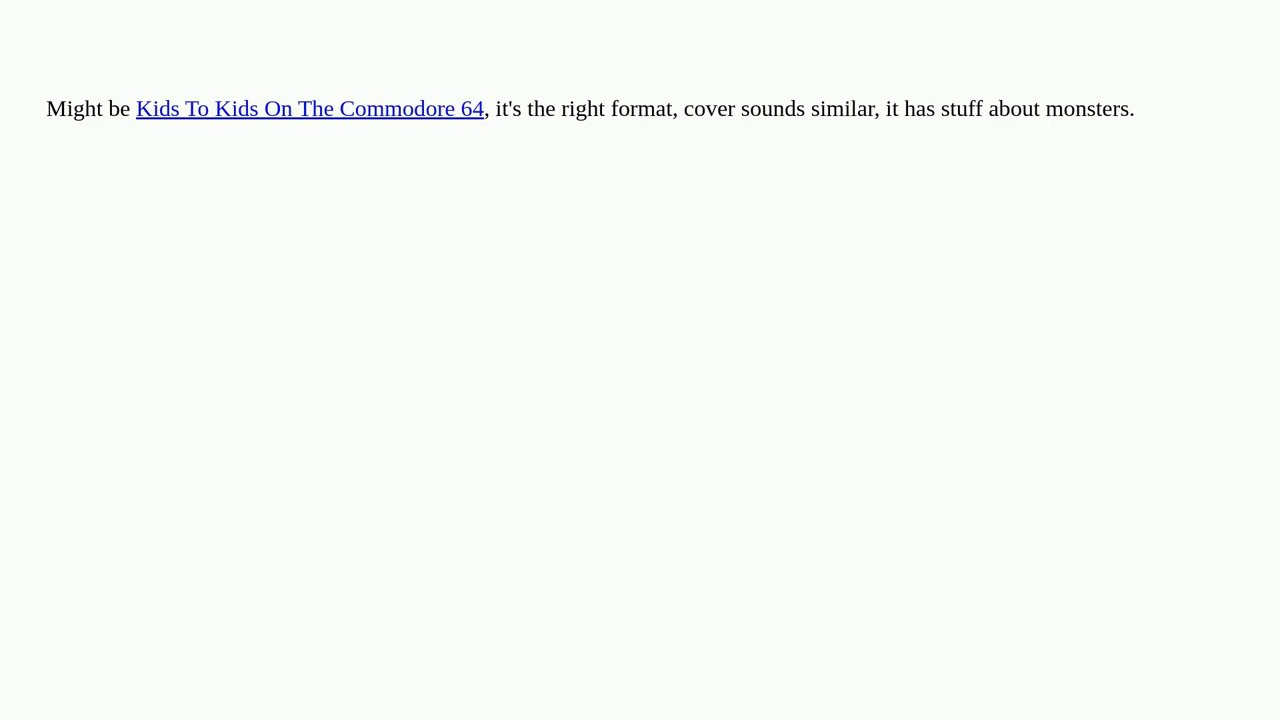 Might be Kids To Kids On The Commodore 64, it's the right format, cover sounds similar, it has stuff about monsters.